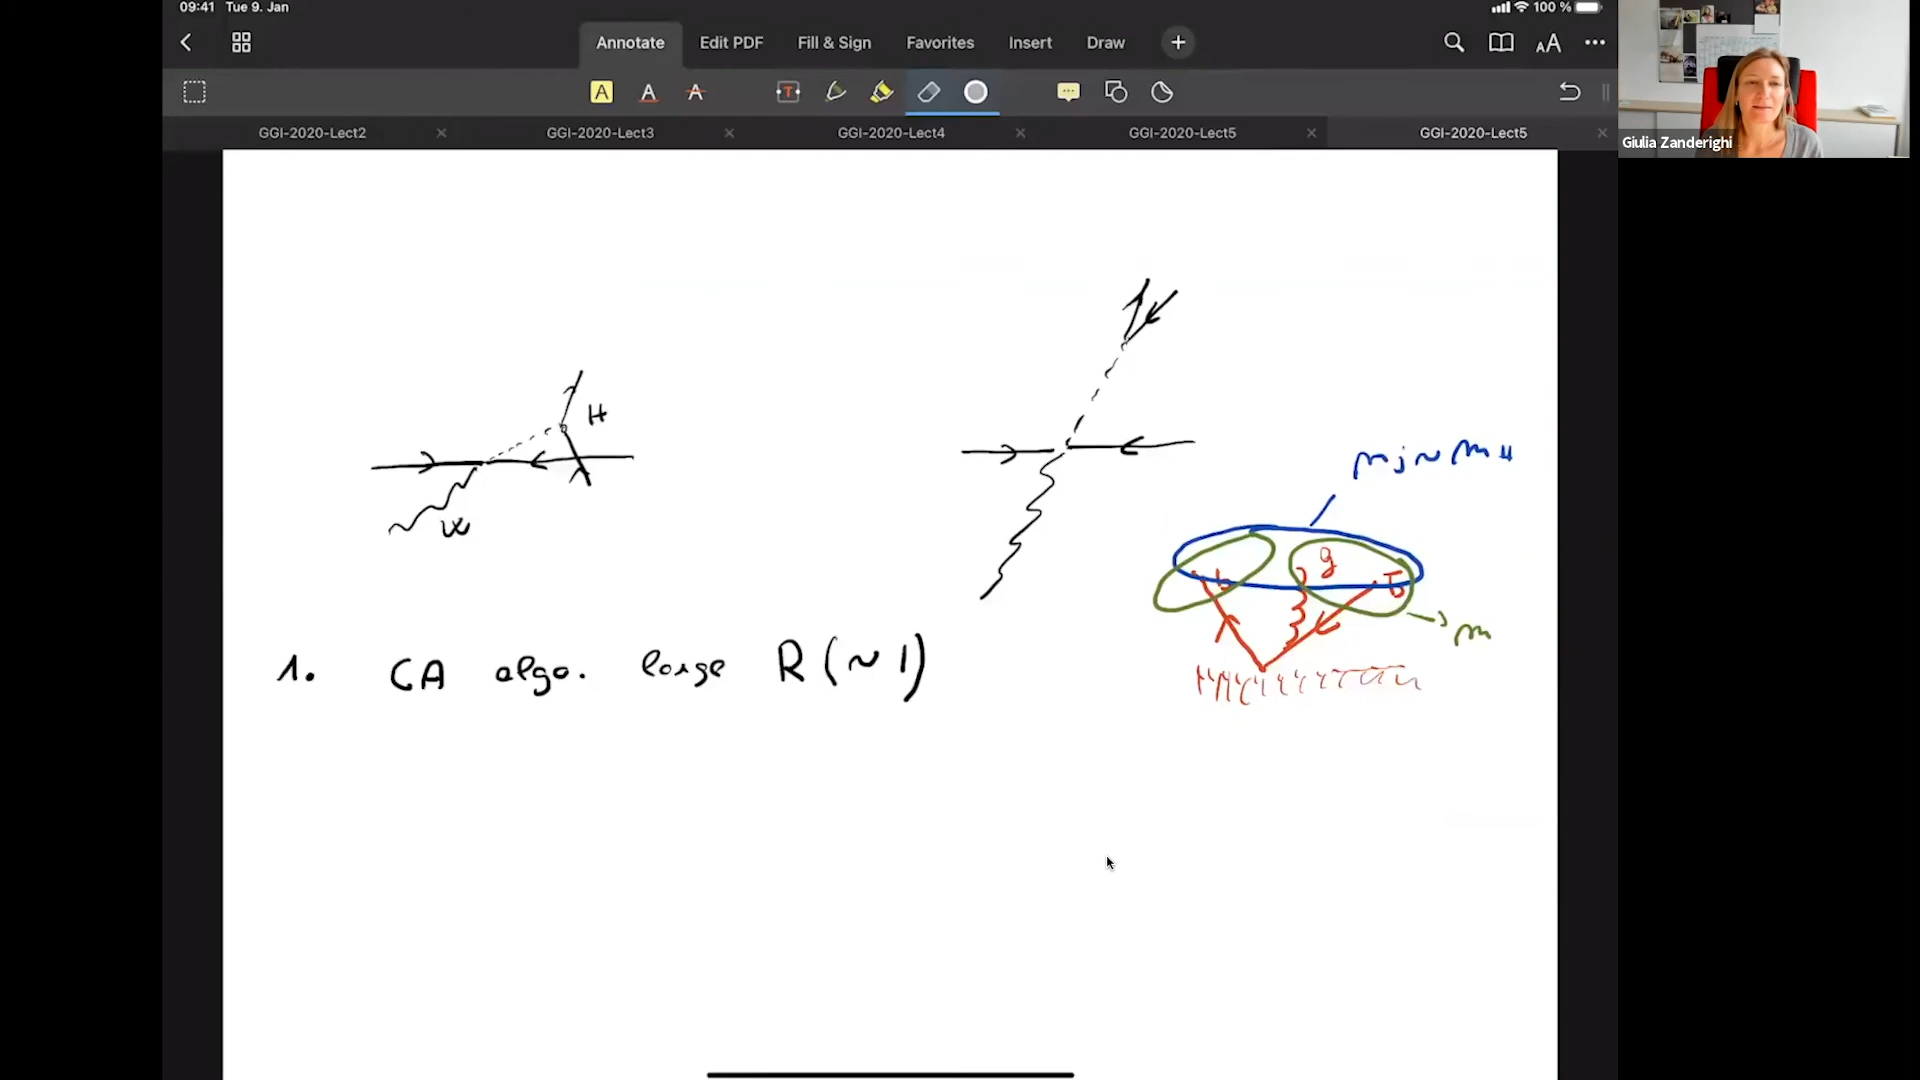 09:41 Tue 9. Jan 100 %
Annotate Edit PDF Fill & Sign Favorites Insert Draw
GGI-2020-Lect2 GGI-2020-Lect3 GGI-2020-Lect4 GGI-2020-Lect5 GGI-2020-Lect5
Giulia Zanderighi
H
W
mj ~ mH
b g b̄
m
1. CA algo. large R (~ 1)